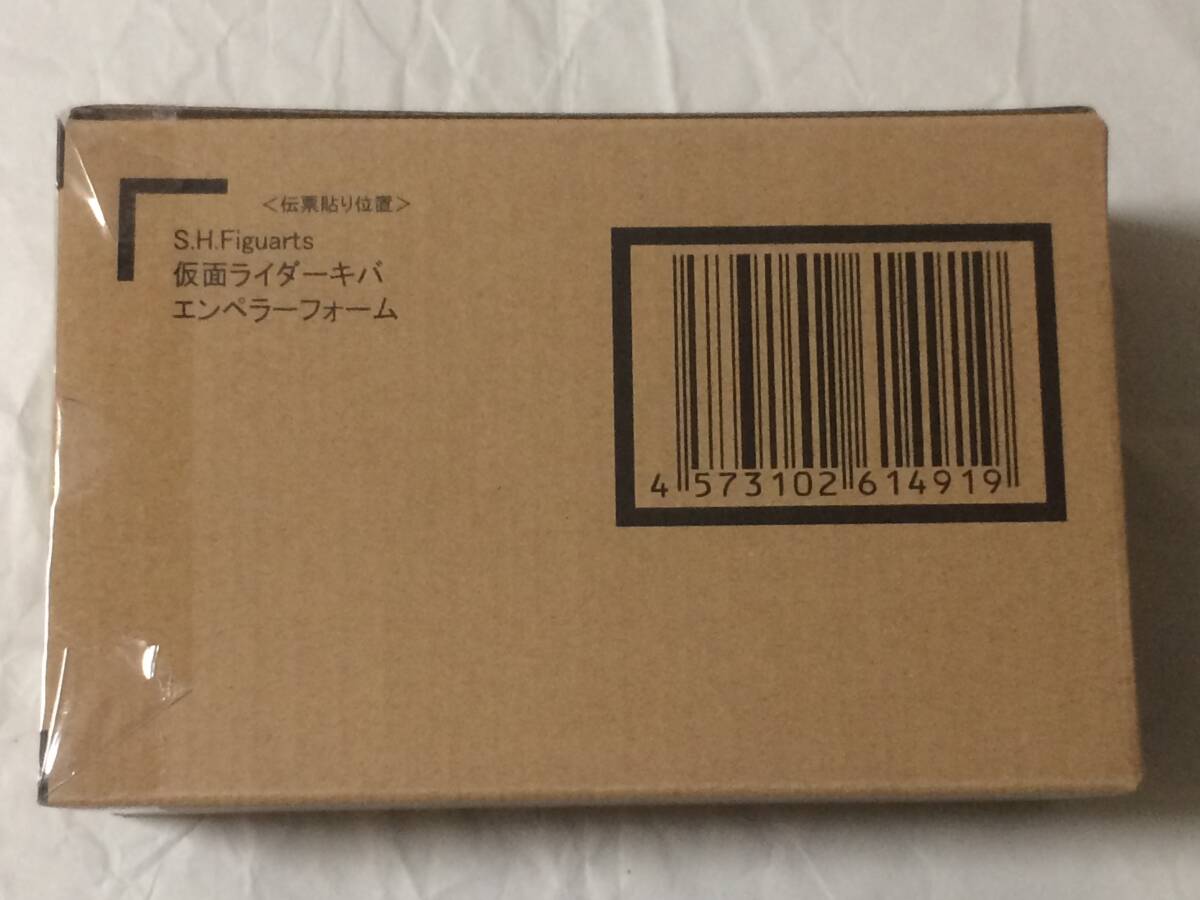 ＜伝票貼り位置＞
S.H.Figuarts
仮面ライダーキバ
エンペラーフォーム
4 573102 614919